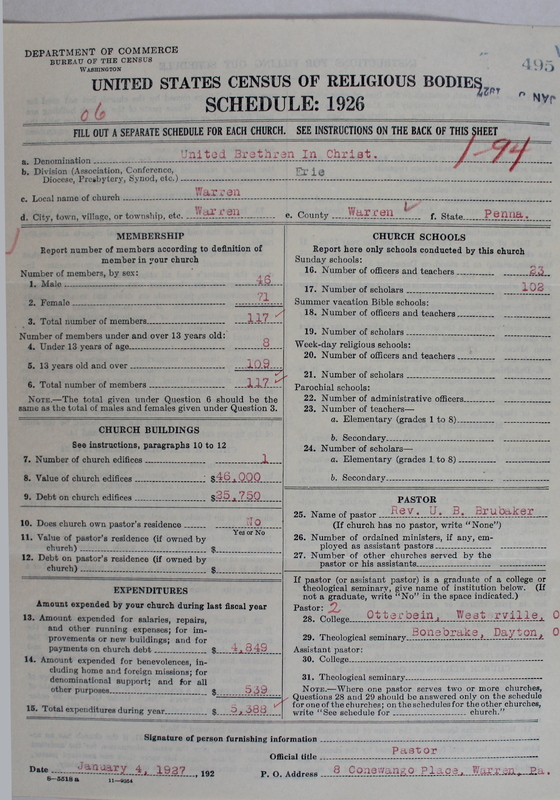 DEPARTMENT OF COMMERCE
BUREAU OF THE CENSUS
WASHINGTON
495
UNITED STATES CENSUS OF RELIGIOUS BODIES
JAN 1927
SCHEDULE: 1926
06
FILL OUT A SEPARATE SCHEDULE FOR EACH CHURCH. SEE INSTRUCTIONS ON THE BACK OF THIS SHEET
1-94
a. Denomination United Brethren In Christ.
b. Division (Association, Conference, Diocese, Presbytery, Synod, etc.) Erie
c. Local name of church Warren
d. City, town, village, or township, etc. Warren e. County Warren f. State Penna.
MEMBERSHIP
Report number of members according to definition of
member in your church
Number of members, by sex:
1. Male 46
2. Female 71
3. Total number of members 117
Number of members under and over 13 years old:
4. Under 13 years of age 8
5. 13 years old and over 109
6. Total number of members 117
NOTE.—The total given under Question 6 should be the
same as the total of males and females given under Question 3.
CHURCH BUILDINGS
See instructions, paragraphs 10 to 12
7. Number of church edifices 1
8. Value of church edifices $46,000
9. Debt on church edifices $25,750
10. Does church own pastor's residence No
Yes or No
11. Value of pastor's residence (if owned by
church) $
12. Debt on pastor's residence (if owned by
church) $
EXPENDITURES
Amount expended by your church during last fiscal year
13. Amount expended for salaries, repairs,
and other running expenses; for im-
provements or new buildings; and for
payments on church debt $ 4,849
14. Amount expended for benevolences, in-
cluding home and foreign missions; for
denominational support; and for all
other purposes $ 539
15. Total expenditures during year $ 5,388
CHURCH SCHOOLS
Report here only schools conducted by this church
Sunday schools:
16. Number of officers and teachers 23
17. Number of scholars 102
Summer vacation Bible schools:
18. Number of officers and teachers
19. Number of scholars
Week-day religious schools:
20. Number of officers and teachers
21. Number of scholars
Parochial schools:
22. Number of administrative officers
23. Number of teachers—
a. Elementary (grades 1 to 8)
b. Secondary
24. Number of scholars—
a. Elementary (grades 1 to 8)
b. Secondary
PASTOR
25. Name of pastor Rev. U. B. Brubaker
(If church has no pastor, write "None")
26. Number of ordained ministers, if any, em-
ployed as assistant pastors
27. Number of other churches served by the
pastor or his assistants
If pastor (or assistant pastor) is a graduate of a college or
theological seminary, give name of institution below. (If
not a graduate, write "No" in the space indicated.)
Pastor: 2
28. College Otterbein, Westerville, O
29. Theological seminary Bonebrake, Dayton, O
Assistant pastor:
30. College
31. Theological seminary
NOTE.—Where one pastor serves two or more churches,
Questions 28 and 29 should be answered only on the schedule
for one of the churches; on the schedules for the other churches,
write "See schedule for church."
Signature of person furnishing information
Official title Pastor
Date January 4, 1927, 192 P. O. Address 8 Conewango Place, Warren, Pa.
8-5518 a 11-9264